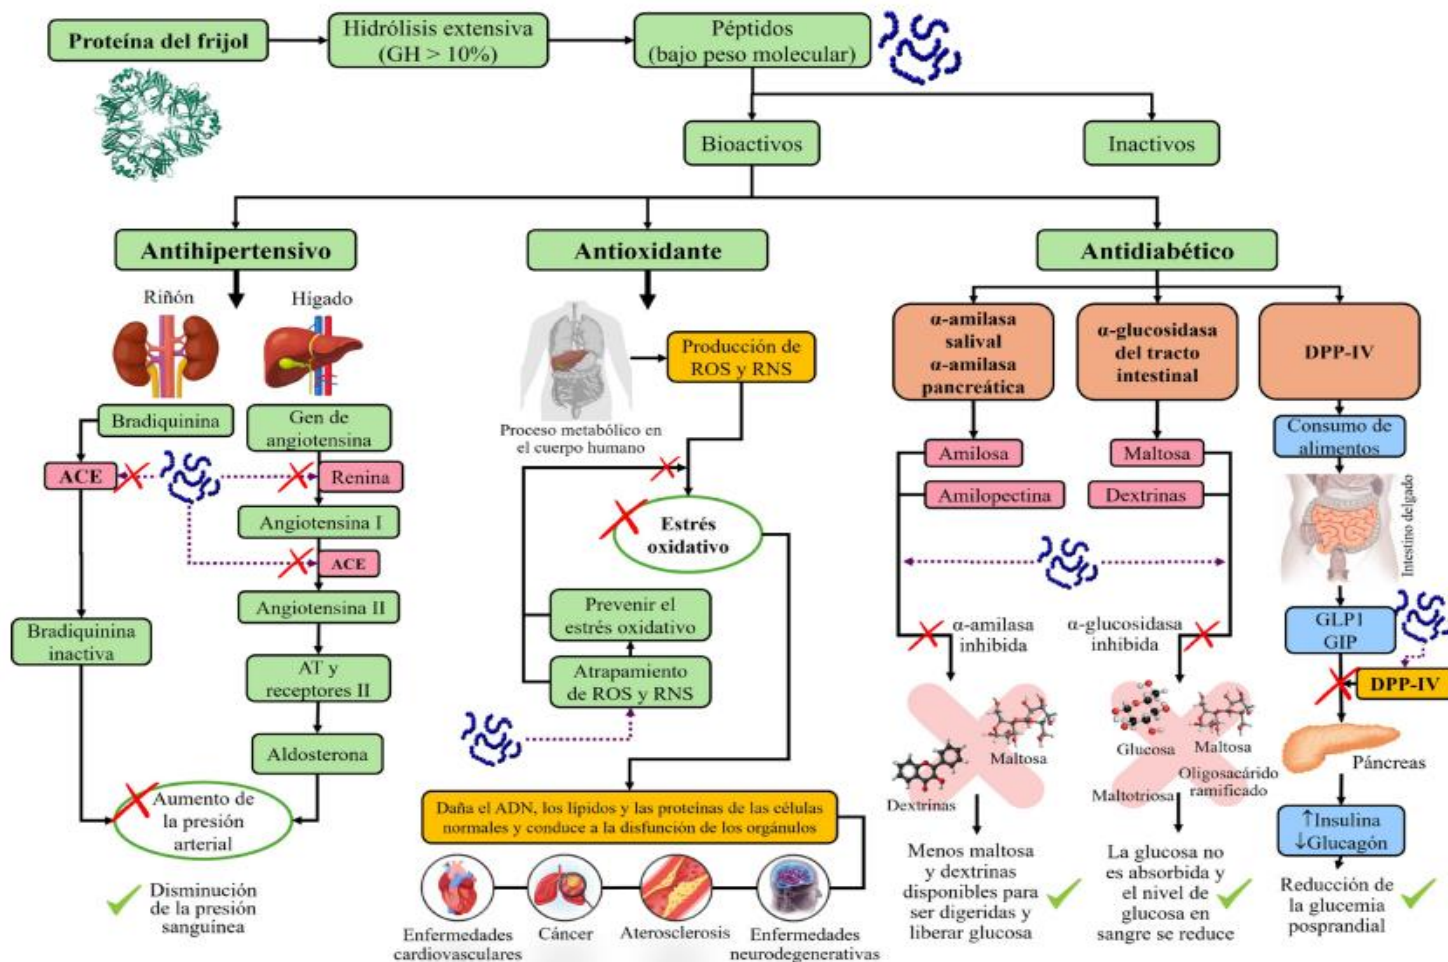 Proteína del frijol
Hidrólisis extensiva
(GH > 10%)
Péptidos
(bajo peso molecular)
Bioactivos
Inactivos
Antihipertensivo
Riñón
Hígado
Bradiquinina
Gen de
angiotensina
ACE
Renina
Angiotensina I
ACE
Angiotensina II
Bradiquinina
inactiva
AT y
receptores II
Aldosterona
Aumento de
la presión
arterial
Disminución
de la presión
sanguínea
Antioxidante
Producción de
ROS y RNS
Proceso metabólico en
el cuerpo humano
Estrés
oxidativo
Prevenir el
estrés oxidativo
Atrapamiento
de ROS y RNS
Daña el ADN, los lípidos y las proteínas de las células
normales y conduce a la disfunción de los orgánulos
Enfermedades
cardiovasculares
Cáncer
Aterosclerosis
Enfermedades
neurodegenerativas
Antidiabético
α-amilasa
salival
α-amilasa
pancreática
Amilosa
Amilopectina
α-amilasa
inhibida
Maltosa
Dextrinas
Menos maltosa
y dextrinas
disponibles para
ser digeridas y
liberar glucosa
α-glucosidasa
del tracto
intestinal
Maltosa
Dextrinas
α-glucosidasa
inhibida
Glucosa
Maltosa
Maltotriosa
Oligosacárido
ramificado
La glucosa no
es absorbida y
el nivel de
glucosa en
sangre se reduce
DPP-IV
Consumo de
alimentos
Intestino delgado
GLP1
GIP
DPP-IV
Páncreas
↑Insulina
↓Glucagón
Reducción de
la glucemia
posprandial